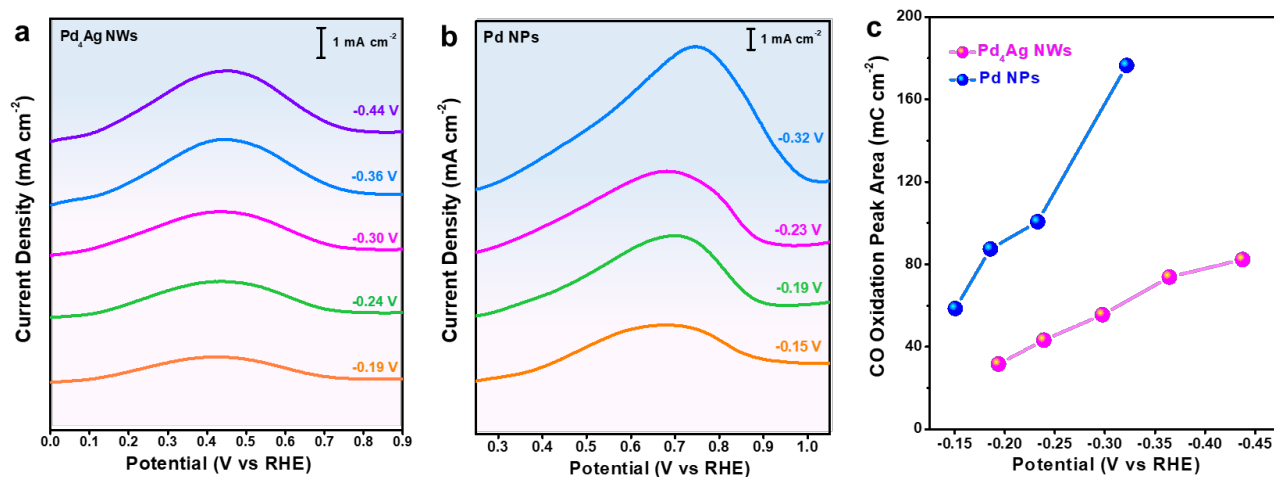 a
Pd₄Ag NWs
1 mA cm⁻²
-0.44 V
-0.36 V
-0.30 V
-0.24 V
-0.19 V
Current Density (mA cm⁻²)
0.0 0.1 0.2 0.3 0.4 0.5 0.6 0.7 0.8 0.9
Potential (V vs RHE)
b
Pd NPs
1 mA cm⁻²
-0.32 V
-0.23 V
-0.19 V
-0.15 V
Current Density (mA cm⁻²)
0.3 0.4 0.5 0.6 0.7 0.8 0.9 1.0
Potential (V vs RHE)
c
Pd₄Ag NWs
Pd NPs
CO Oxidation Peak Area (mC cm⁻²)
200
160
120
80
40
0
-0.15 -0.20 -0.25 -0.30 -0.35 -0.40 -0.45
Potential (V vs RHE)